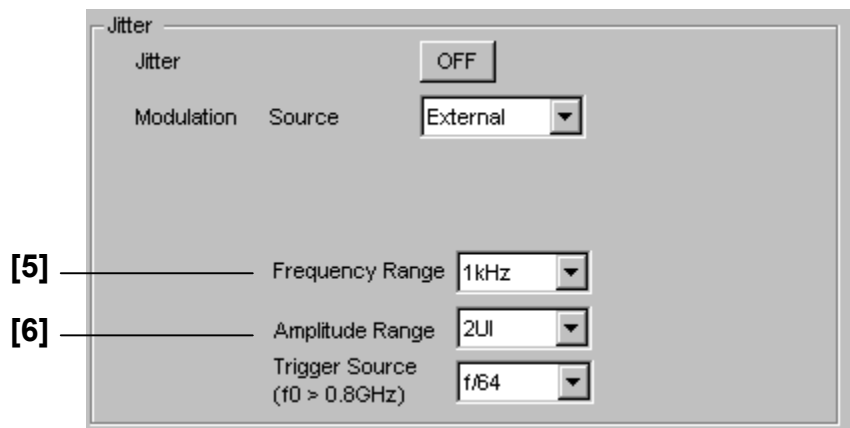 Jitter
Jitter OFF
Modulation Source External
[5] Frequency Range 1kHz
[6] Amplitude Range 2UI
Trigger Source
(f0 > 0.8GHz) f/64